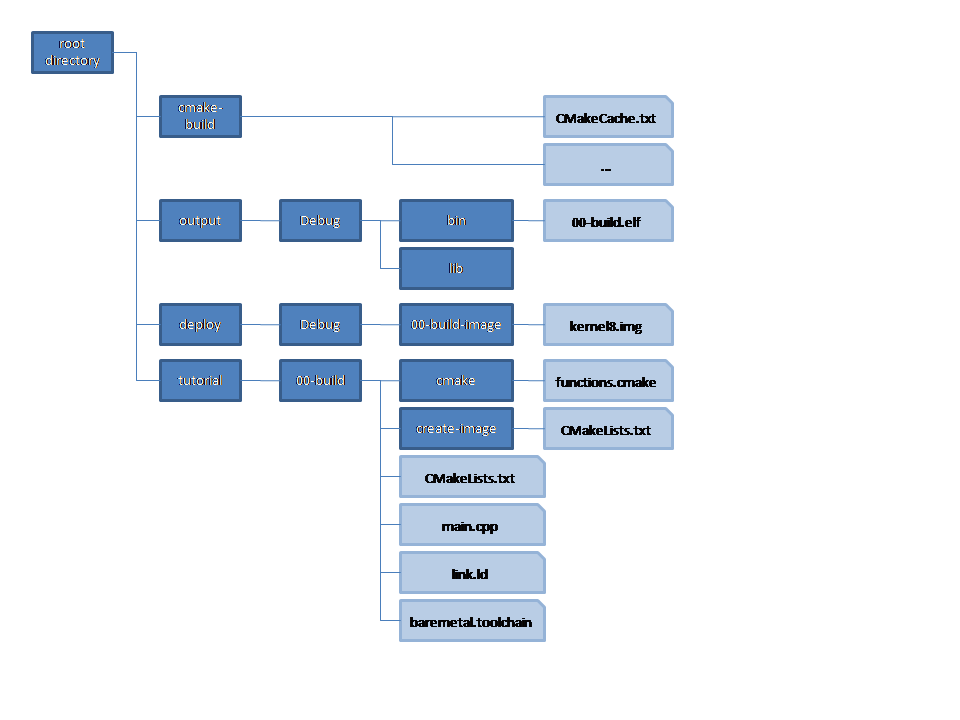 root
directory
cmake-
build
CMakeCache.txt
...
output
Debug
bin
00-build.elf
lib
deploy
Debug
00-build-image
kernel8.img
tutorial
00-build
cmake
functions.cmake
create-image
CMakeLists.txt
CMakeLists.txt
main.cpp
link.ld
baremetal.toolchain